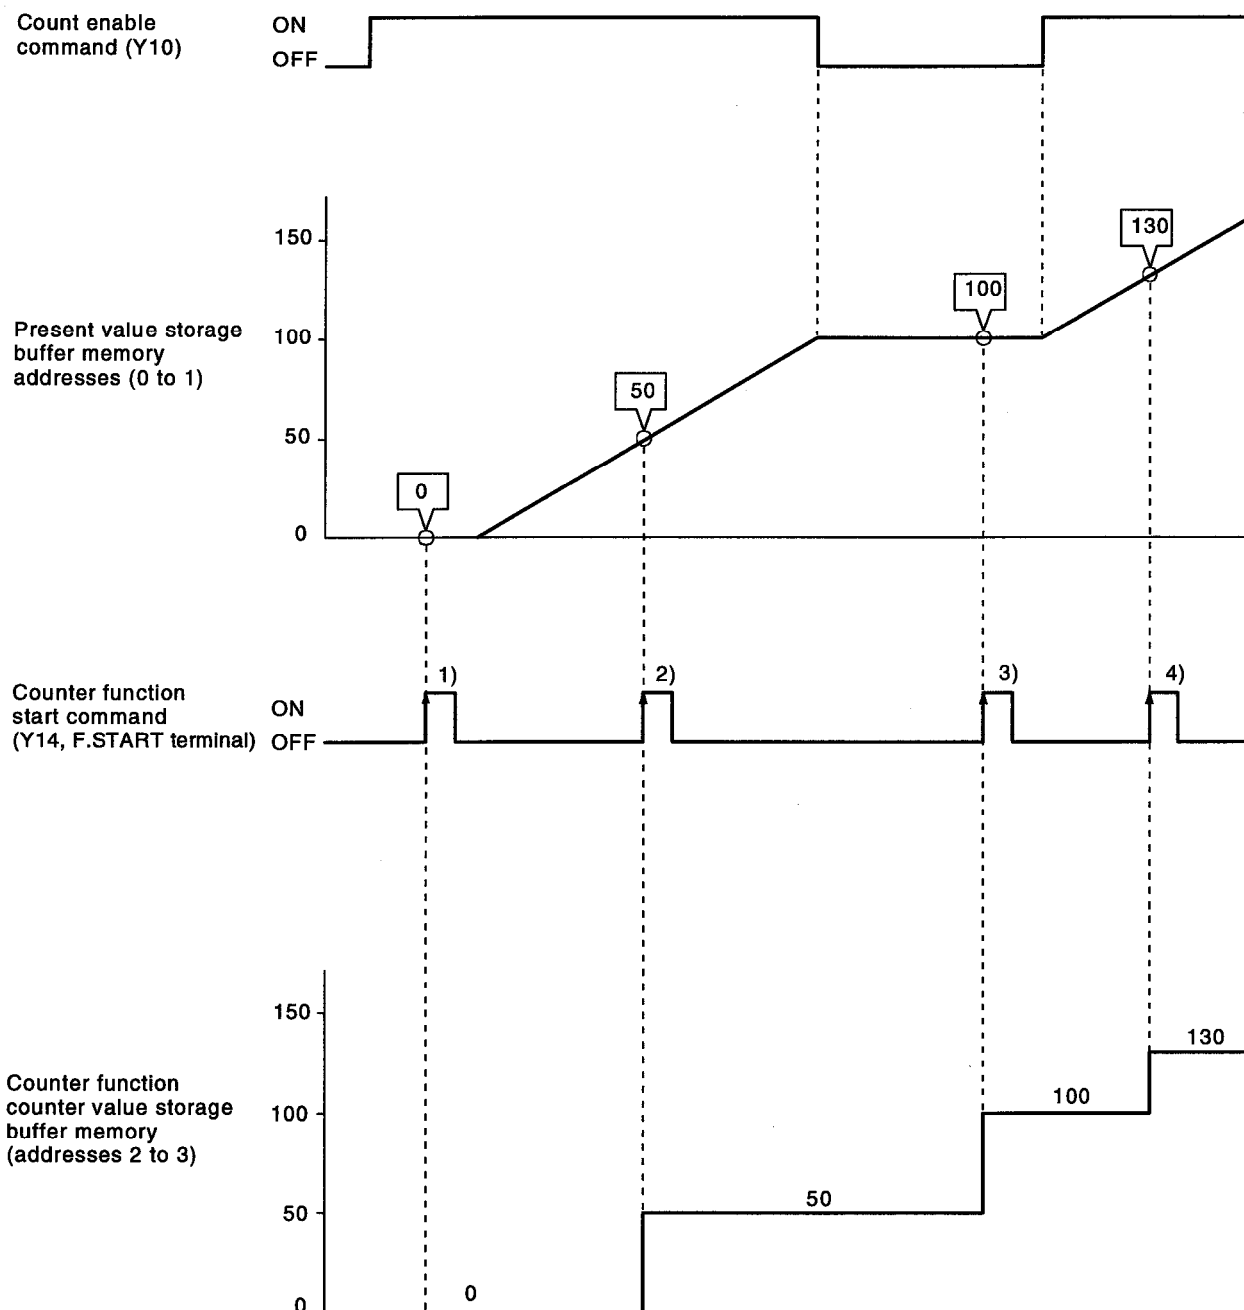 Count enable
command (Y10)
ON
OFF
150
130
100
Present value storage
buffer memory
addresses (0 to 1)
100
50
50
0
0
1)
2)
3)
4)
Counter function
start command
(Y14, F.START terminal)
ON
OFF
150
130
Counter function
counter value storage
buffer memory
(addresses 2 to 3)
100
100
50
50
0
0